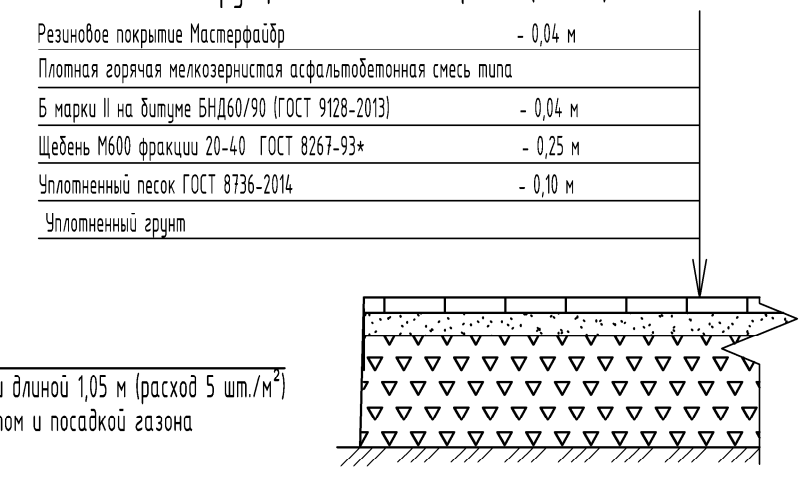 Резиновое покрытие Мастерфайбр - 0,04 м
Плотная горячая мелкозернистая асфальтобетонная смесь типа
Б марки II на битуме БНД60/90 (ГОСТ 9128-2013) - 0,04 м
Щебень М600 фракции 20-40 ГОСТ 8267-93* - 0,25 м
Уплотненный песок ГОСТ 8736-2014 - 0,10 м
Уплотненный грунт
длиной 1,05 м (расход 5 шт./м²)
и посадкой газона